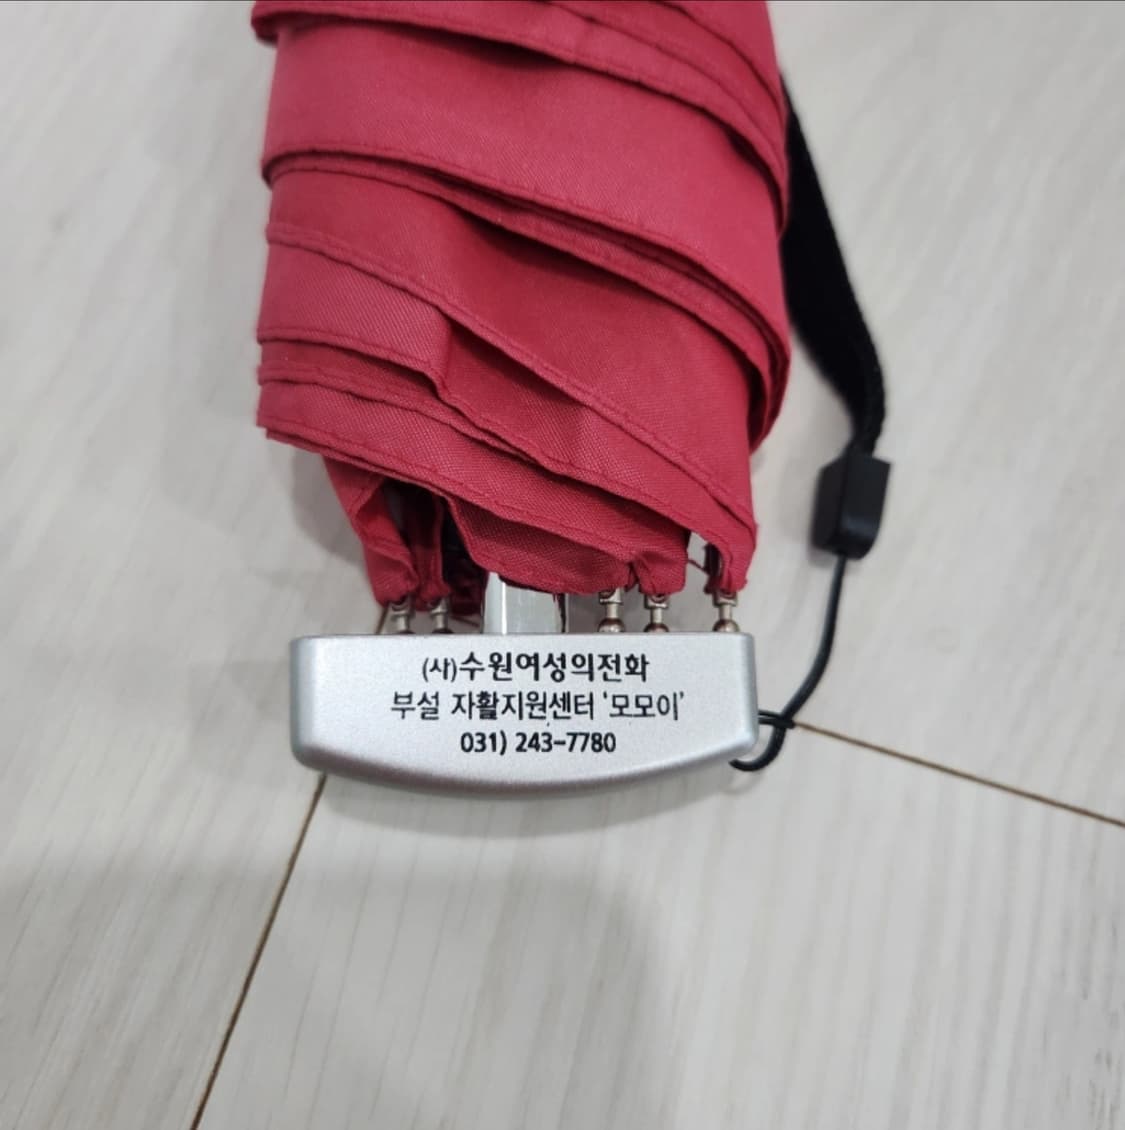 (사)수원여성의전화
부설 자활지원센터 '모모이'
031) 243-7780